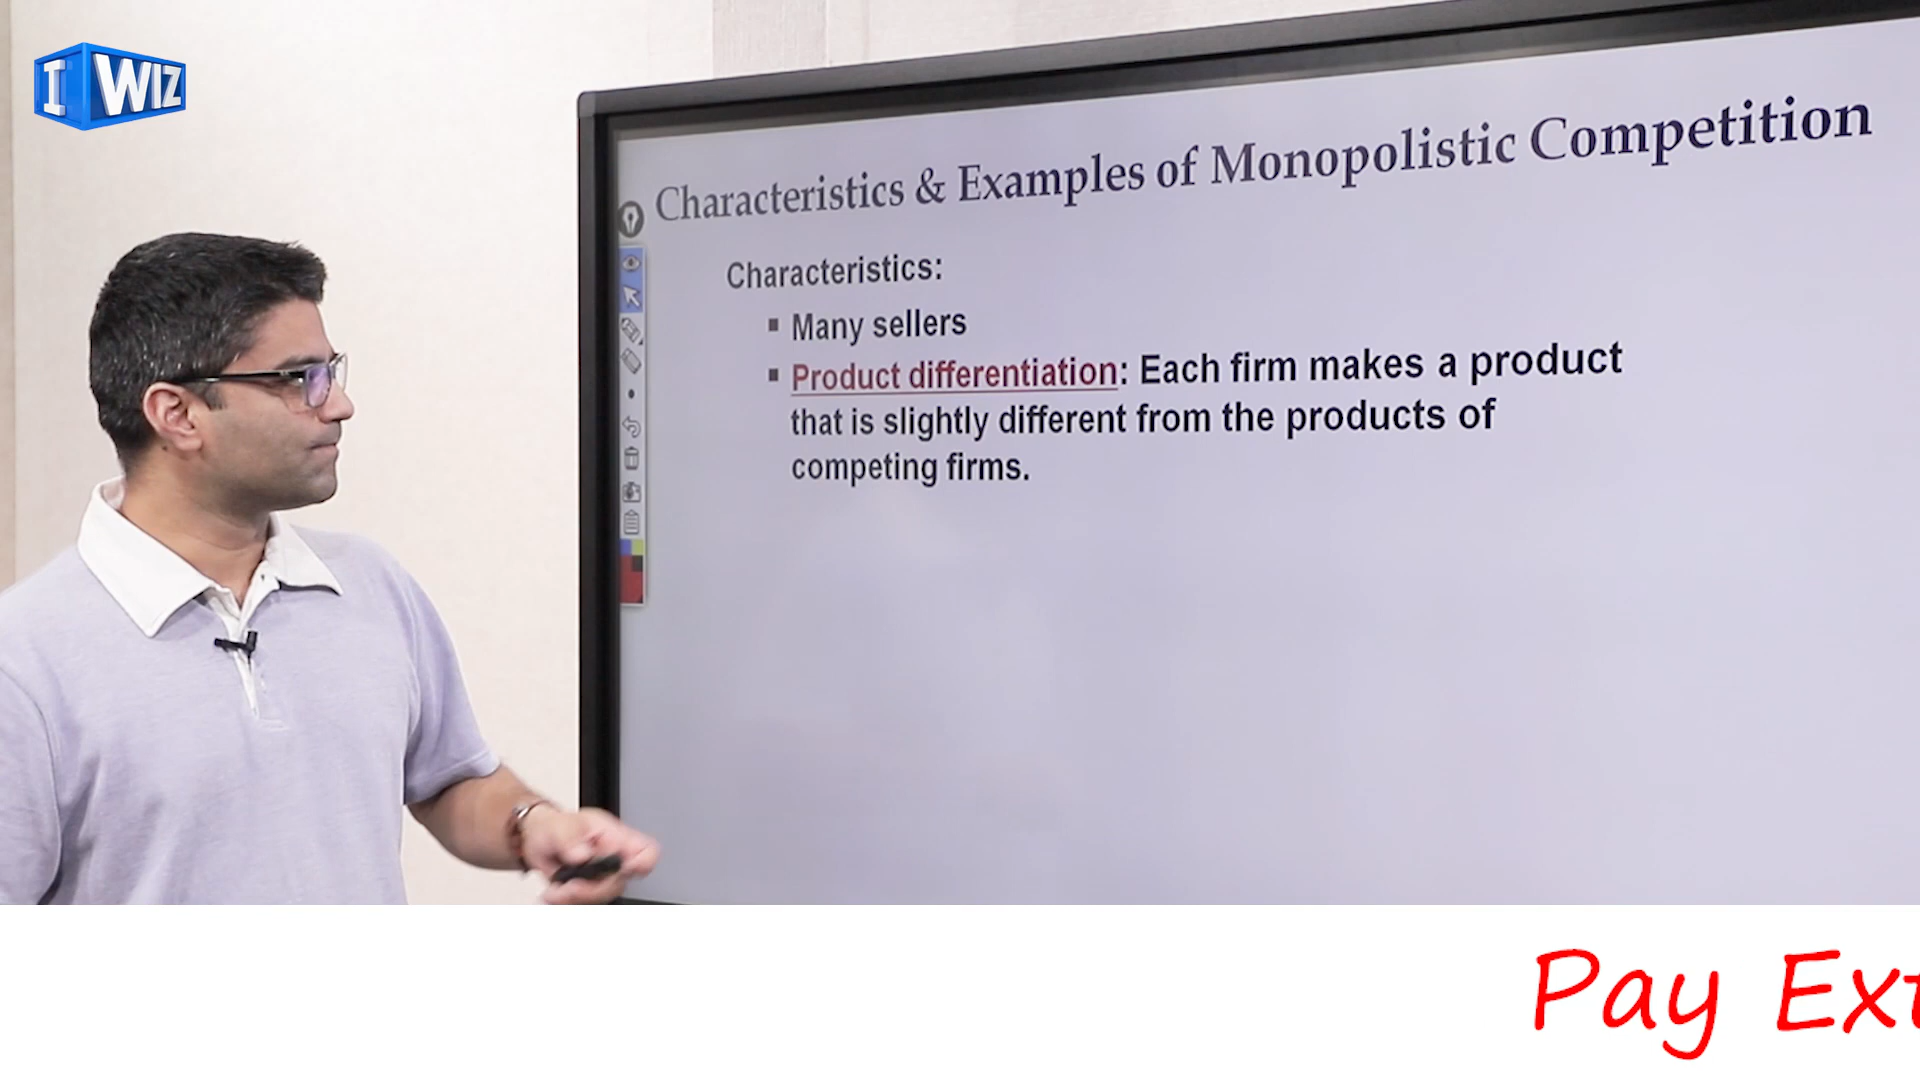 I WIZ
Characteristics & Examples of Monopolistic Competition
Characteristics:
▪ Many sellers
▪ Product differentiation: Each firm makes a product
that is slightly different from the products of
competing firms.
Pay